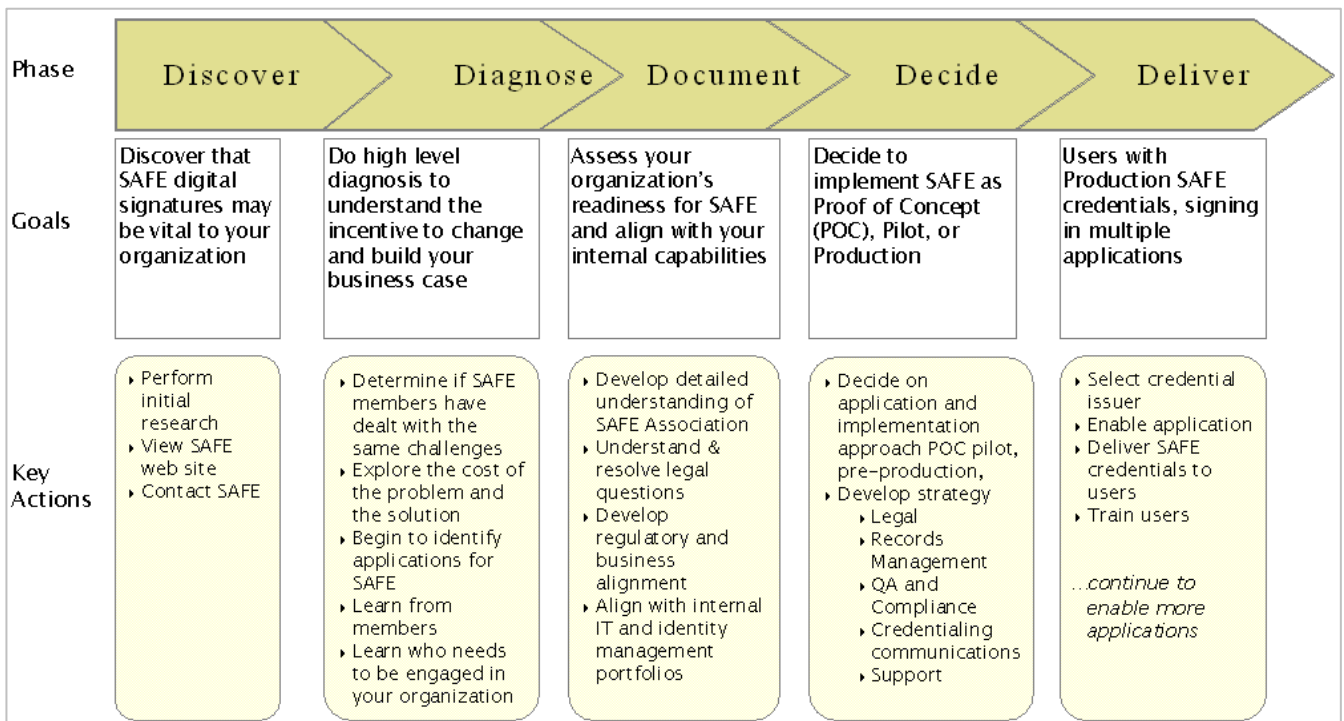 Phase
Discover
Diagnose
Document
Decide
Deliver
Goals
Discover that
SAFE digital
signatures may
be vital to your
organization
Do high level
diagnosis to
understand the
incentive to change
and build your
business case
Assess your
organization's
readiness for SAFE
and align with your
internal capabilities
Decide to
implement SAFE as
Proof of Concept
(POC), Pilot, or
Production
Users with
Production SAFE
credentials, signing
in multiple
applications
Key
Actions
Perform
initial
research
View SAFE
web site
Contact SAFE
Determine if SAFE
members have
dealt with the
same challenges
Explore the cost of
the problem and
the solution
Begin to identify
applications for
SAFE
Learn from
members
Learn who needs
to be engaged in
your organization
Develop detailed
understanding of
SAFE Association
Understand &
resolve legal
questions
Develop
regulatory and
business
alignment
Align with internal
IT and identity
management
portfolios
Decide on
application and
implementation
approach POC pilot,
pre-production,
Develop strategy
Legal
Records
Management
QA and
Compliance
Credentialing
communications
Support
Select credential
issuer
Enable application
Deliver SAFE
credentials to
users
Train users
...continue to
enable more
applications